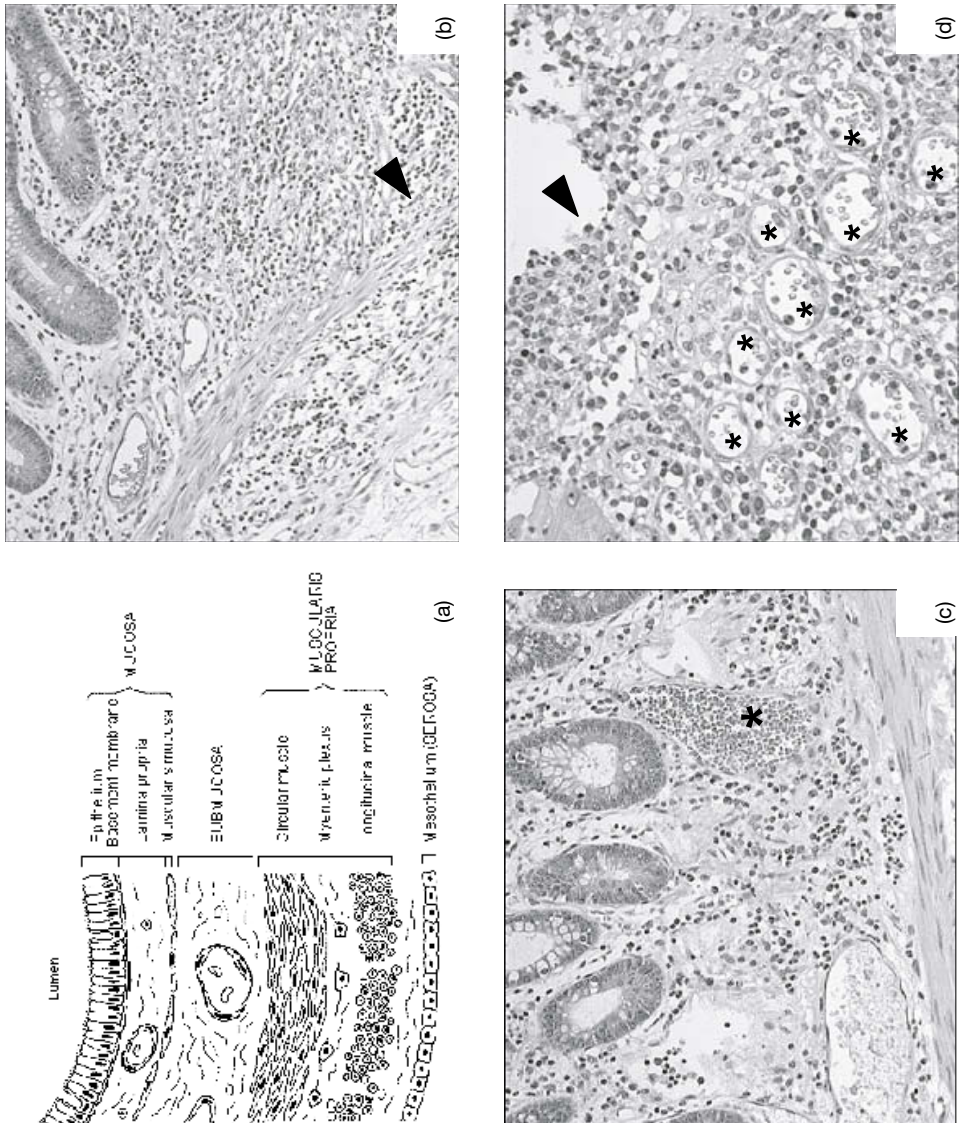 Lumen
Epithelium
Basement membrane
Lamina propria
Muscularis mucosa
MUCOSA
SUBMUCOSA
Circular muscle
Myenteric plexus
Longitudinal muscle
MUSCULARIS
PROPRIA
Mesothelium (SEROSA)
(a)
(b)
(c)
(d)